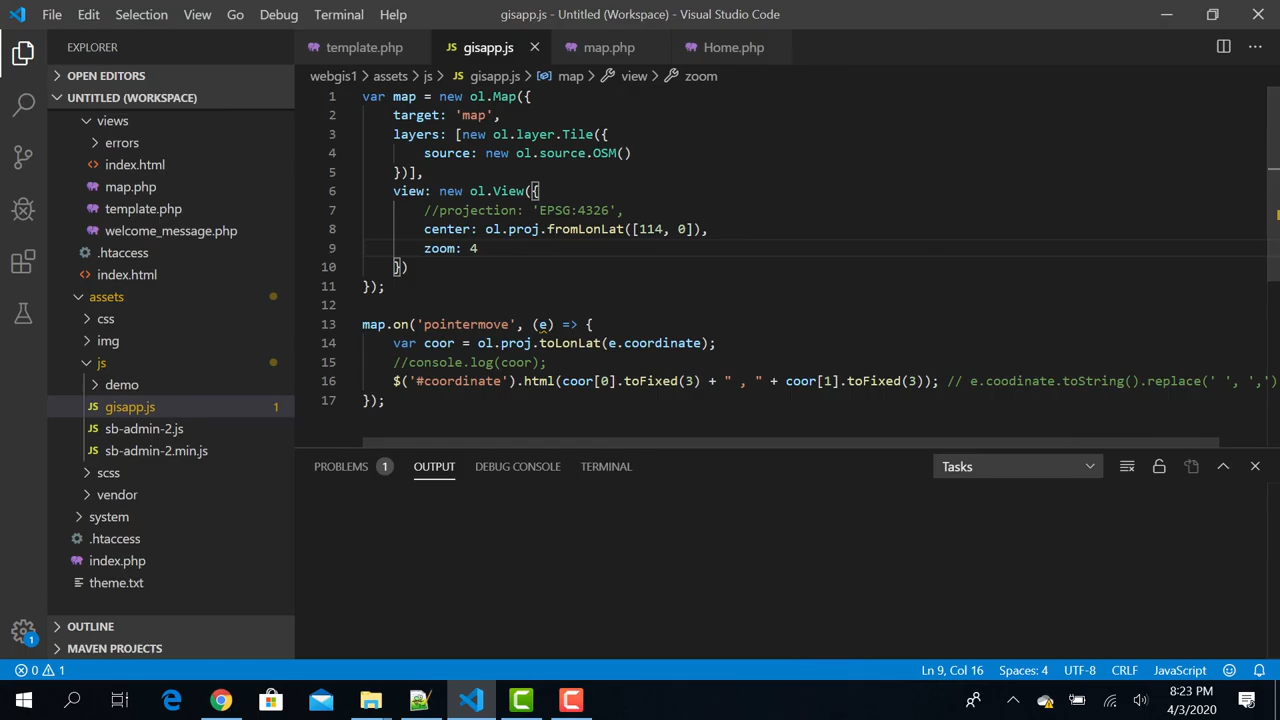 File Edit Selection View Go Debug Terminal Help gisapp.js - Untitled (Workspace) - Visual Studio Code
EXPLORER
OPEN EDITORS
UNTITLED (WORKSPACE)
views
errors
<> index.html
map.php
template.php
welcome_message.php
.htaccess
<> index.html
assets
css
img
js
demo
JS gisapp.js 1
JS sb-admin-2.js
JS sb-admin-2.min.js
scss
vendor
system
.htaccess
index.php
theme.txt
OUTLINE
MAVEN PROJECTS
template.php JS gisapp.js map.php Home.php
webgis1 > assets > js > JS gisapp.js > map > view > zoom
1 var map = new ol.Map({
2 target: 'map',
3 layers: [new ol.layer.Tile({
4 source: new ol.source.OSM()
5 })],
6 view: new ol.View({
7 //projection: 'EPSG:4326',
8 center: ol.proj.fromLonLat([114, 0]),
9 zoom: 4
10 })
11 });
12
13 map.on('pointermove', (e) => {
14 var coor = ol.proj.toLonLat(e.coordinate);
15 //console.log(coor);
16 $('#coordinate').html(coor[0].toFixed(3) + " , " + coor[1].toFixed(3)); // e.coodinate.toString().replace(' ', ',')
17 });
PROBLEMS 1 OUTPUT DEBUG CONSOLE TERMINAL Tasks
1
0 1 Ln 9, Col 16 Spaces: 4 UTF-8 CRLF JavaScript
8:23 PM
4/3/2020